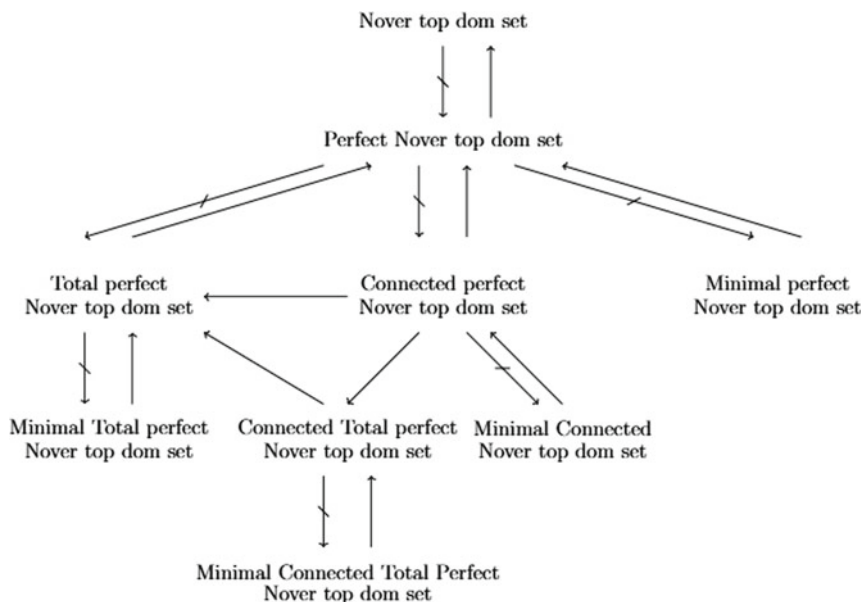 Nover top dom set
Perfect Nover top dom set
Total perfect
Nover top dom set
Connected perfect
Nover top dom set
Minimal perfect
Nover top dom set
Minimal Total perfect
Nover top dom set
Connected Total perfect
Nover top dom set
Minimal Connected
Nover top dom set
Minimal Connected Total Perfect
Nover top dom set